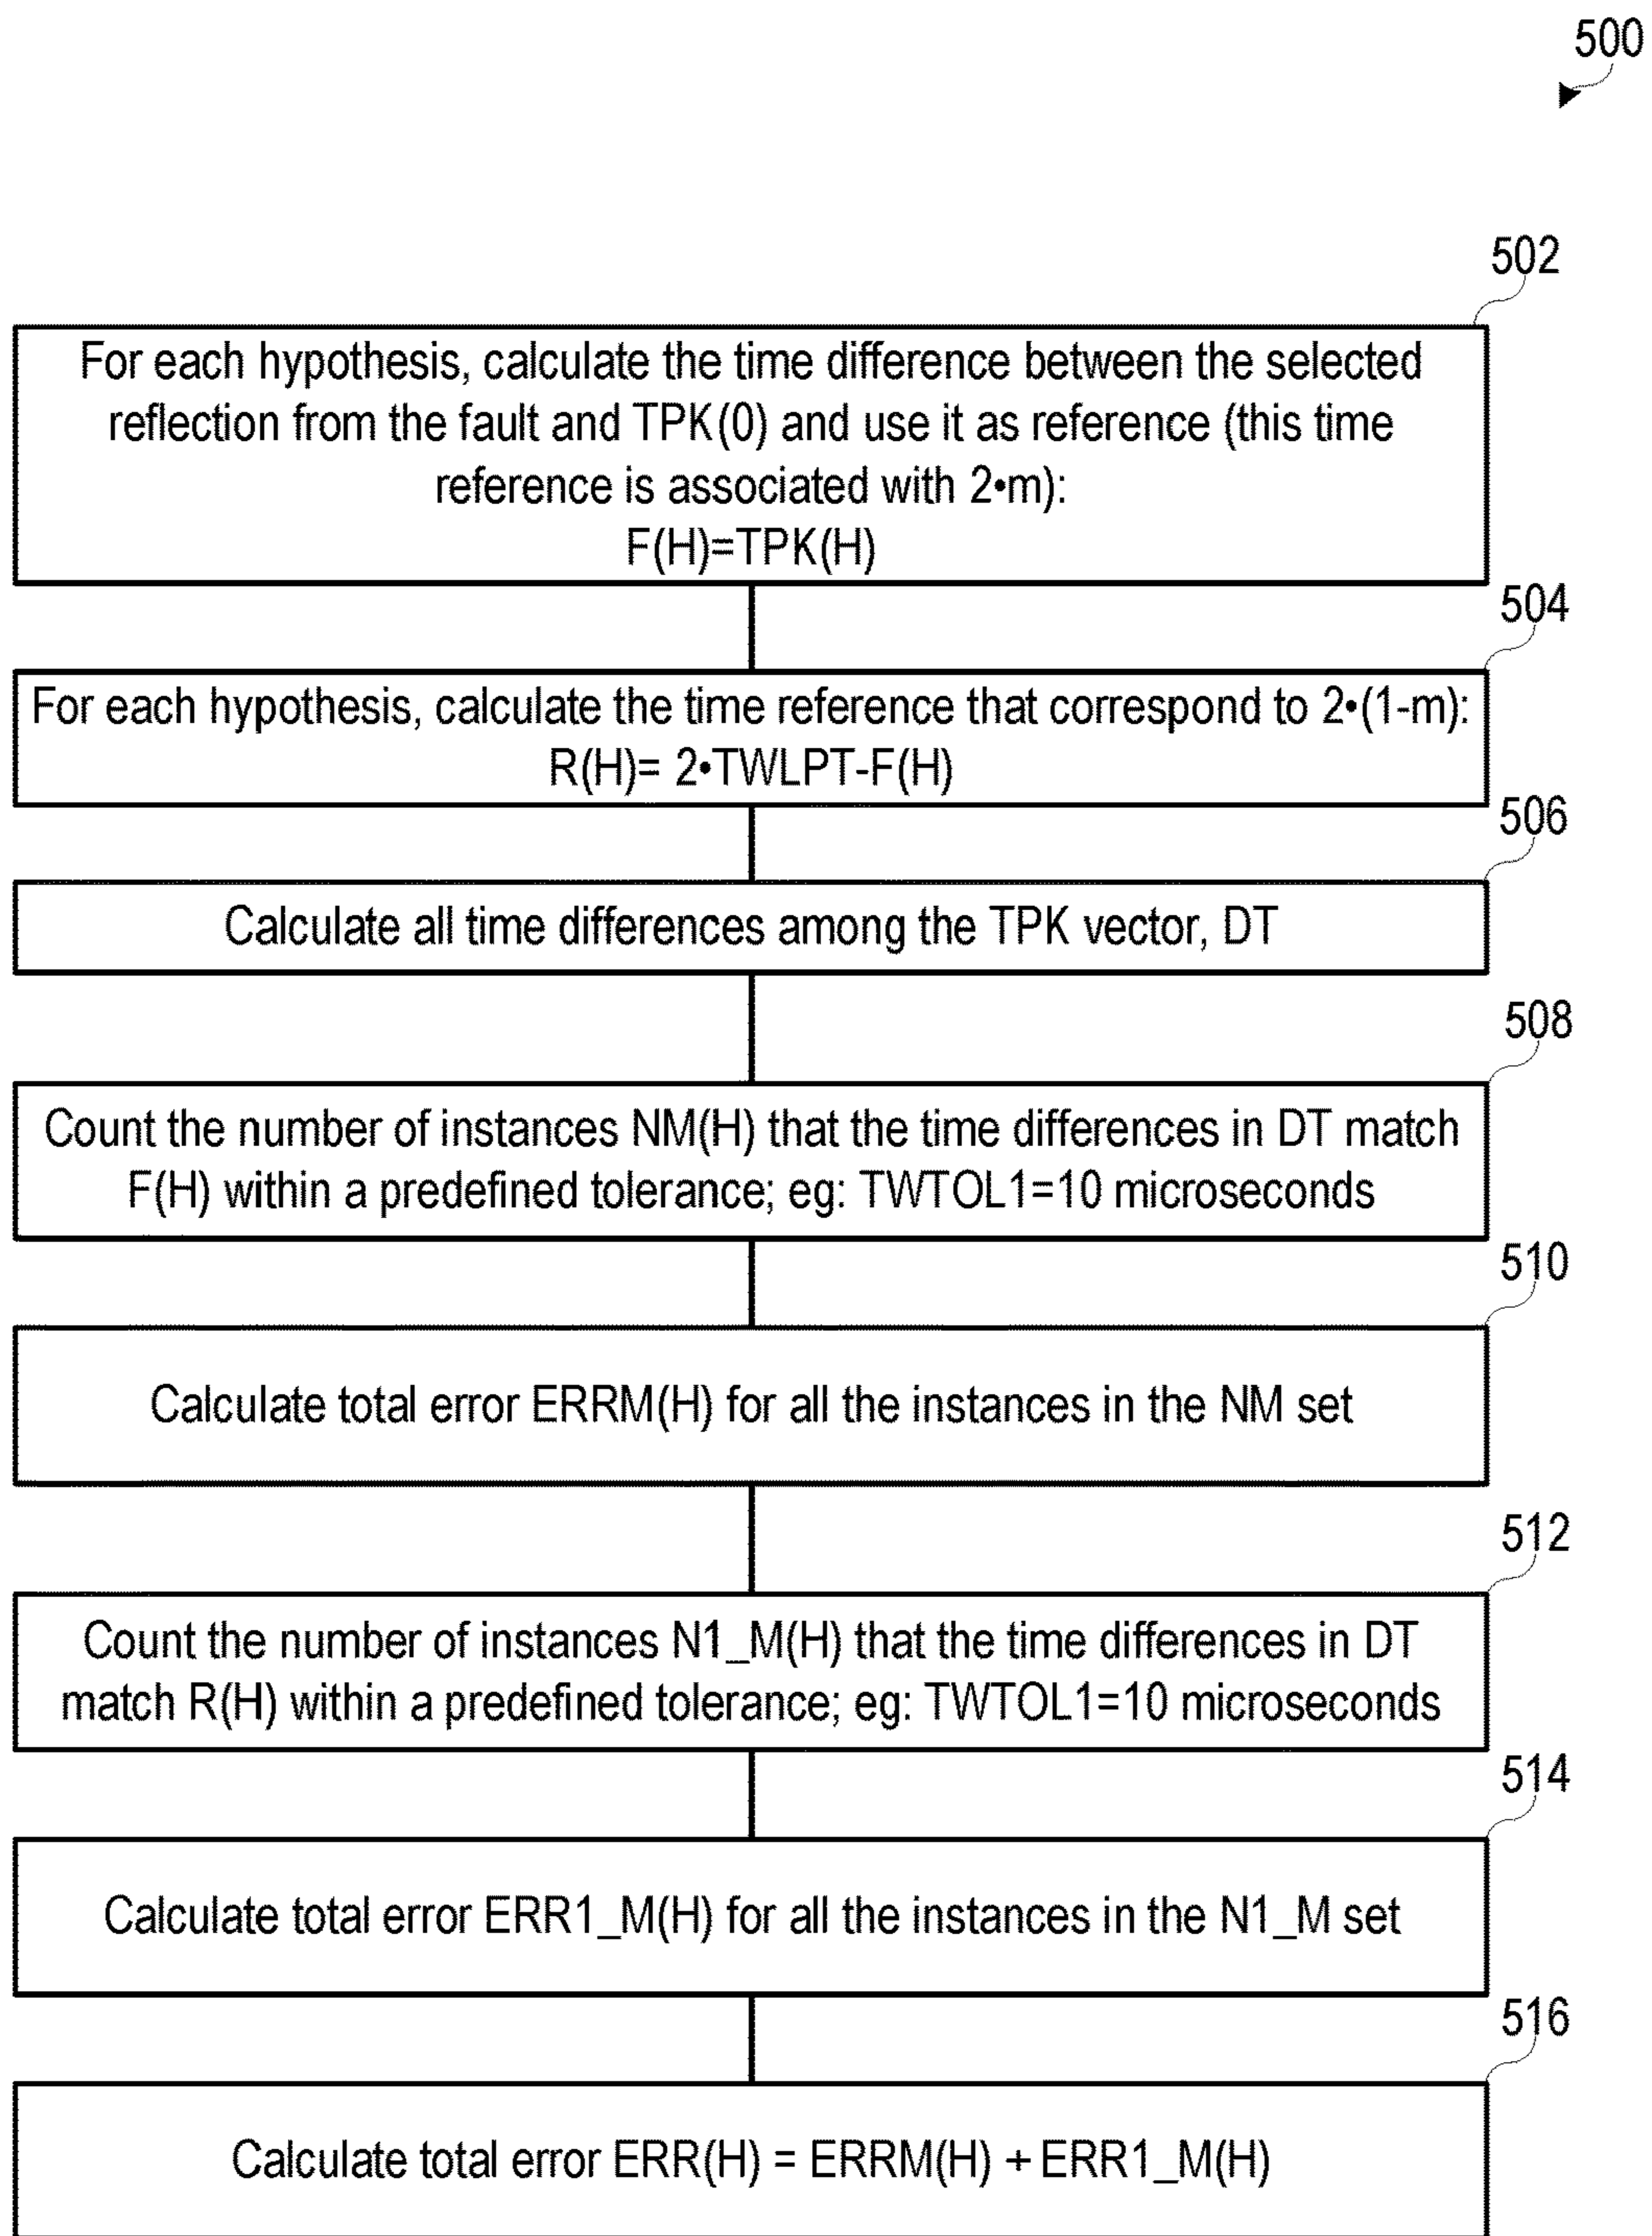 500
502
For each hypothesis, calculate the time difference between the selected
reflection from the fault and TPK(0) and use it as reference (this time
reference is associated with 2•m):
F(H)=TPK(H)
504
For each hypothesis, calculate the time reference that correspond to 2•(1-m):
R(H)= 2•TWLPT-F(H)
506
Calculate all time differences among the TPK vector, DT
508
Count the number of instances NM(H) that the time differences in DT match
F(H) within a predefined tolerance; eg: TWTOL1=10 microseconds
510
Calculate total error ERRM(H) for all the instances in the NM set
512
Count the number of instances N1_M(H) that the time differences in DT
match R(H) within a predefined tolerance; eg: TWTOL1=10 microseconds
514
Calculate total error ERR1_M(H) for all the instances in the N1_M set
516
Calculate total error ERR(H) = ERRM(H) + ERR1_M(H)